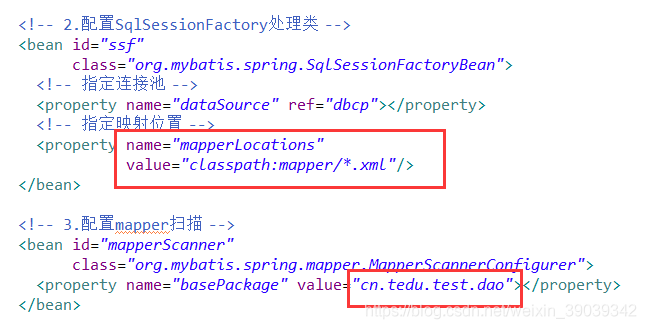 <!-- 2.配置SqlSessionFactory处理类 -->
<bean id="ssf"
class="org.mybatis.spring.SqlSessionFactoryBean">
<!-- 指定连接池 -->
<property name="dataSource" ref="dbcp"></property>
<!-- 指定映射位置 -->
<property name="mapperLocations"
value="classpath:mapper/*.xml"/>
</bean>
<!-- 3.配置mapper扫描 -->
<bean id="mapperScanner"
class="org.mybatis.spring.mapper.MapperScannerConfigurer">
<property name="basePackage" value="cn.tedu.test.dao"></property>
</bean>
https://blog.csdn.net/weixin_39039342